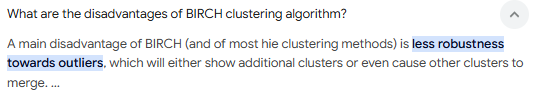 What are the disadvantages of BIRCH clustering algorithm?
A main disadvantage of BIRCH (and of most hie clustering methods) is less robustness
towards outliers, which will either show additional clusters or even cause other clusters to
merge. ...